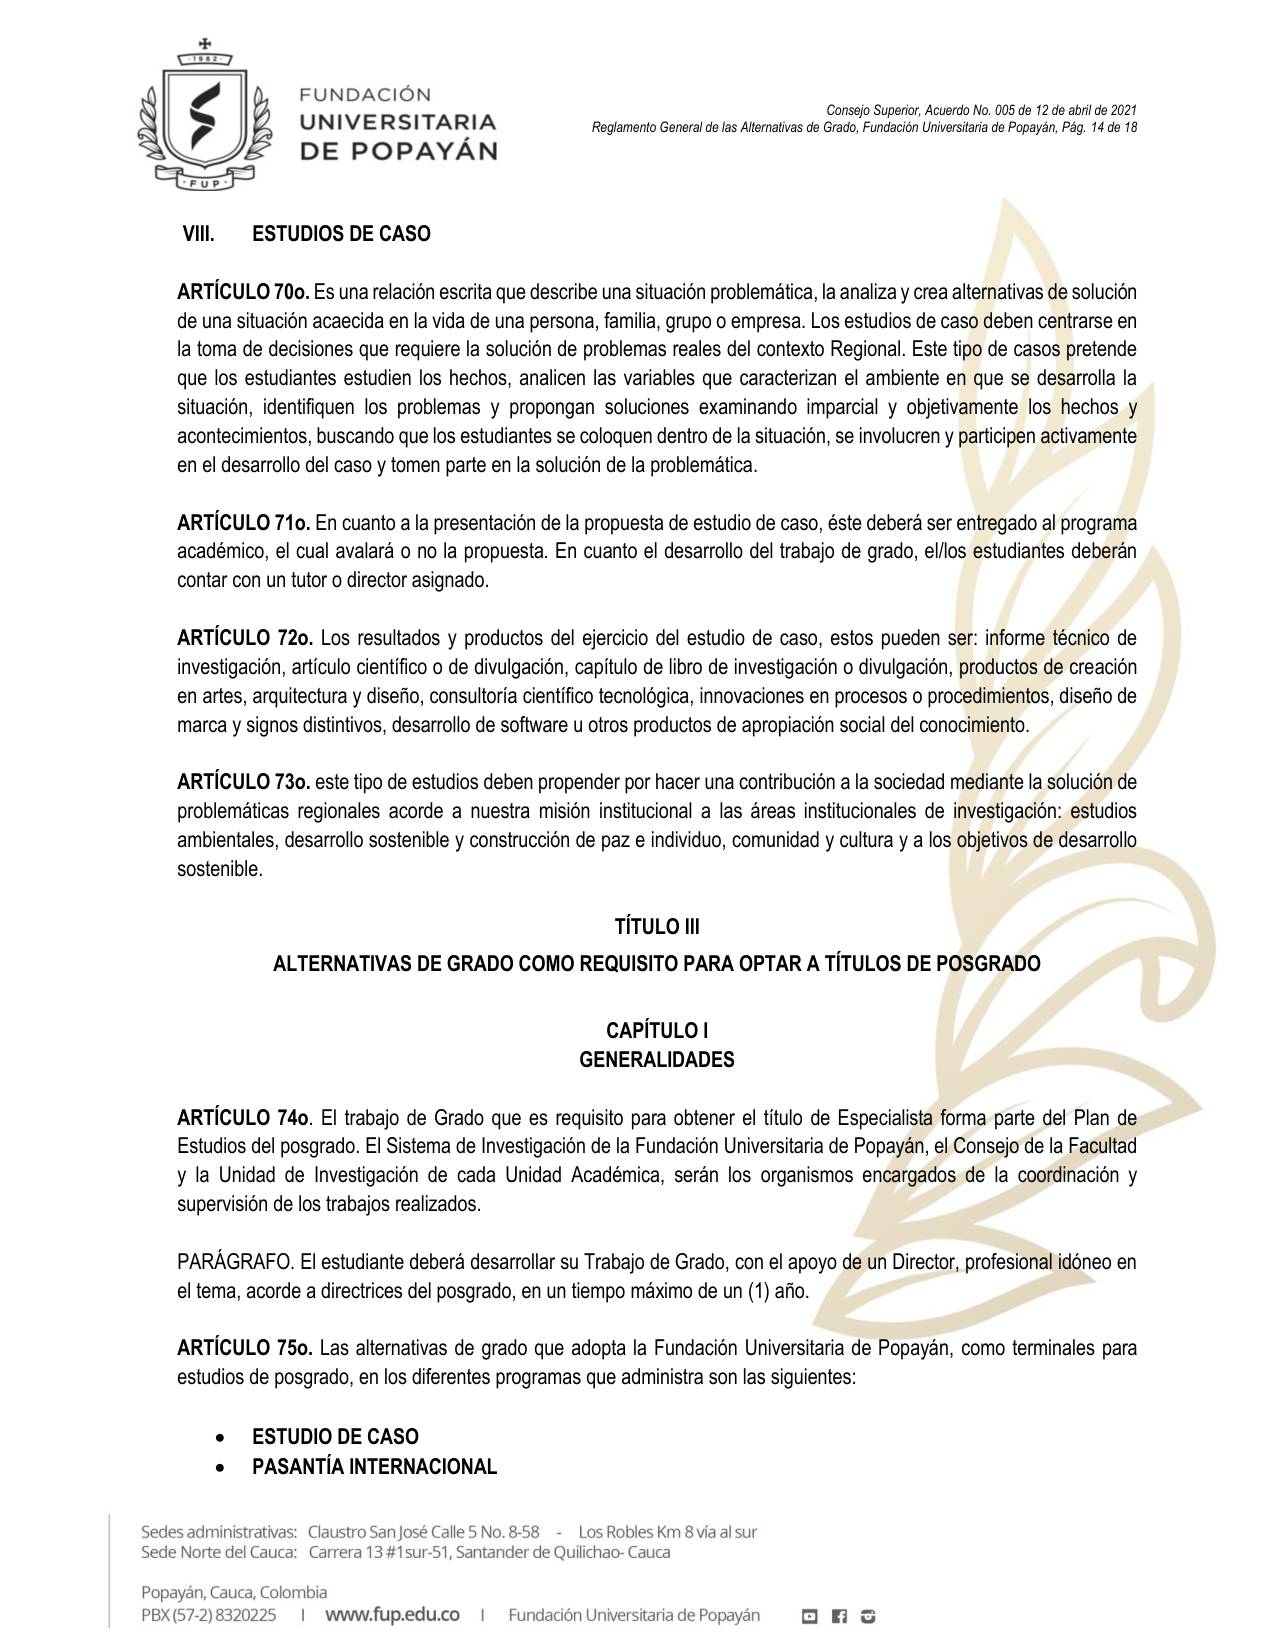 1982
FUP
FUNDACIÓN
UNIVERSITARIA
DE POPAYÁN
Consejo Superior, Acuerdo No. 005 de 12 de abril de 2021
Reglamento General de las Alternativas de Grado, Fundación Universitaria de Popayán, Pág. 14 de 18
VIII. ESTUDIOS DE CASO
ARTÍCULO 70o. Es una relación escrita que describe una situación problemática, la analiza y crea alternativas de solución
de una situación acaecida en la vida de una persona, familia, grupo o empresa. Los estudios de caso deben centrarse en
la toma de decisiones que requiere la solución de problemas reales del contexto Regional. Este tipo de casos pretende
que los estudiantes estudien los hechos, analicen las variables que caracterizan el ambiente en que se desarrolla la
situación, identifiquen los problemas y propongan soluciones examinando imparcial y objetivamente los hechos y
acontecimientos, buscando que los estudiantes se coloquen dentro de la situación, se involucren y participen activamente
en el desarrollo del caso y tomen parte en la solución de la problemática.
ARTÍCULO 71o. En cuanto a la presentación de la propuesta de estudio de caso, éste deberá ser entregado al programa
académico, el cual avalará o no la propuesta. En cuanto el desarrollo del trabajo de grado, el/los estudiantes deberán
contar con un tutor o director asignado.
ARTÍCULO 72o. Los resultados y productos del ejercicio del estudio de caso, estos pueden ser: informe técnico de
investigación, artículo científico o de divulgación, capítulo de libro de investigación o divulgación, productos de creación
en artes, arquitectura y diseño, consultoría científico tecnológica, innovaciones en procesos o procedimientos, diseño de
marca y signos distintivos, desarrollo de software u otros productos de apropiación social del conocimiento.
ARTÍCULO 73o. este tipo de estudios deben propender por hacer una contribución a la sociedad mediante la solución de
problemáticas regionales acorde a nuestra misión institucional a las áreas institucionales de investigación: estudios
ambientales, desarrollo sostenible y construcción de paz e individuo, comunidad y cultura y a los objetivos de desarrollo
sostenible.
TÍTULO III
ALTERNATIVAS DE GRADO COMO REQUISITO PARA OPTAR A TÍTULOS DE POSGRADO
CAPÍTULO I
GENERALIDADES
ARTÍCULO 74o. El trabajo de Grado que es requisito para obtener el título de Especialista forma parte del Plan de
Estudios del posgrado. El Sistema de Investigación de la Fundación Universitaria de Popayán, el Consejo de la Facultad
y la Unidad de Investigación de cada Unidad Académica, serán los organismos encargados de la coordinación y
supervisión de los trabajos realizados.
PARÁGRAFO. El estudiante deberá desarrollar su Trabajo de Grado, con el apoyo de un Director, profesional idóneo en
el tema, acorde a directrices del posgrado, en un tiempo máximo de un (1) año.
ARTÍCULO 75o. Las alternativas de grado que adopta la Fundación Universitaria de Popayán, como terminales para
estudios de posgrado, en los diferentes programas que administra son las siguientes:
• ESTUDIO DE CASO
• PASANTÍA INTERNACIONAL
Sedes administrativas: Claustro San José Calle 5 No. 8-58 - Los Robles Km 8 vía al sur
Sede Norte del Cauca: Carrera 13 #1sur-51, Santander de Quilichao- Cauca
Popayán, Cauca, Colombia
PBX (57-2) 8320225 I www.fup.edu.co I Fundación Universitaria de Popayán